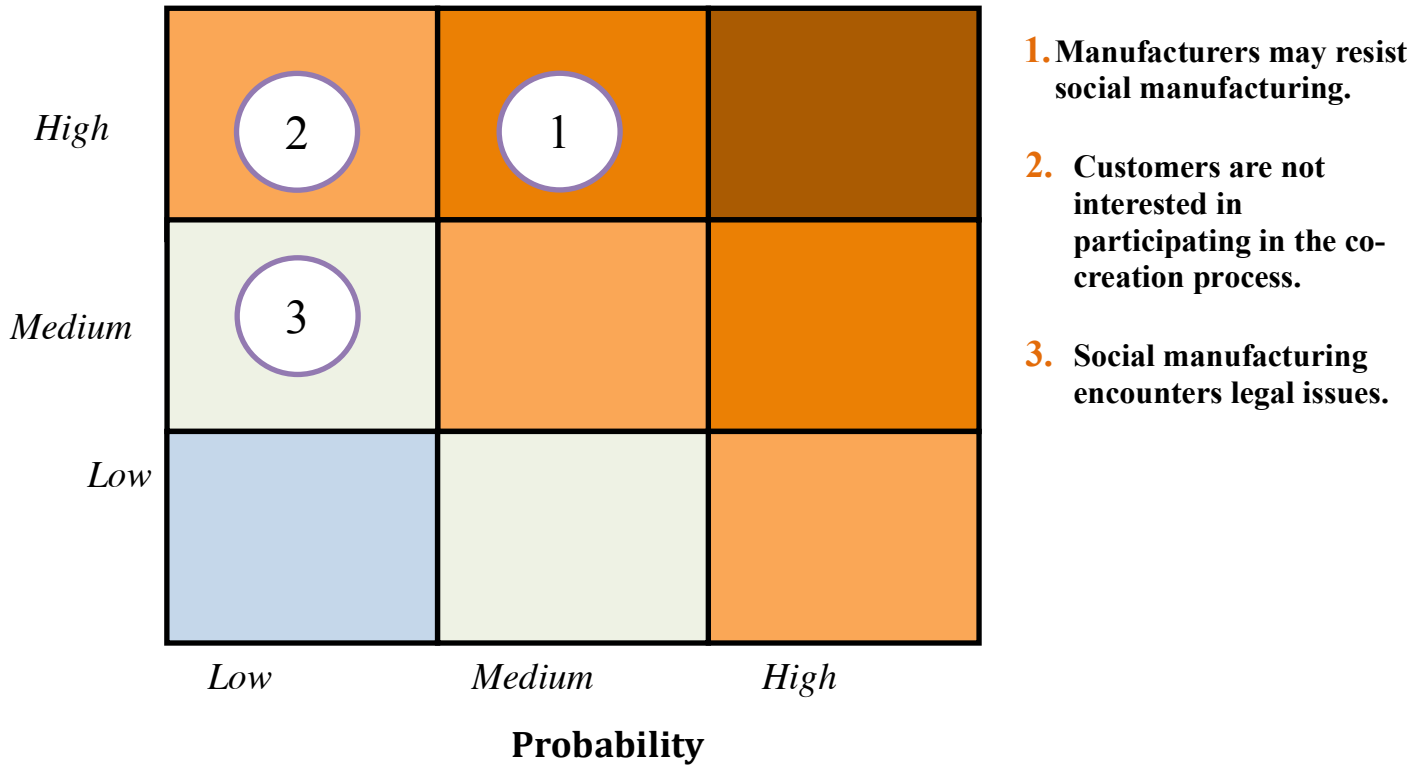 High
Medium
Low
2
1
3
Low
Medium
High
Probability
1. Manufacturers may resist
social manufacturing.
2. Customers are not
interested in
participating in the co-
creation process.
3. Social manufacturing
encounters legal issues.